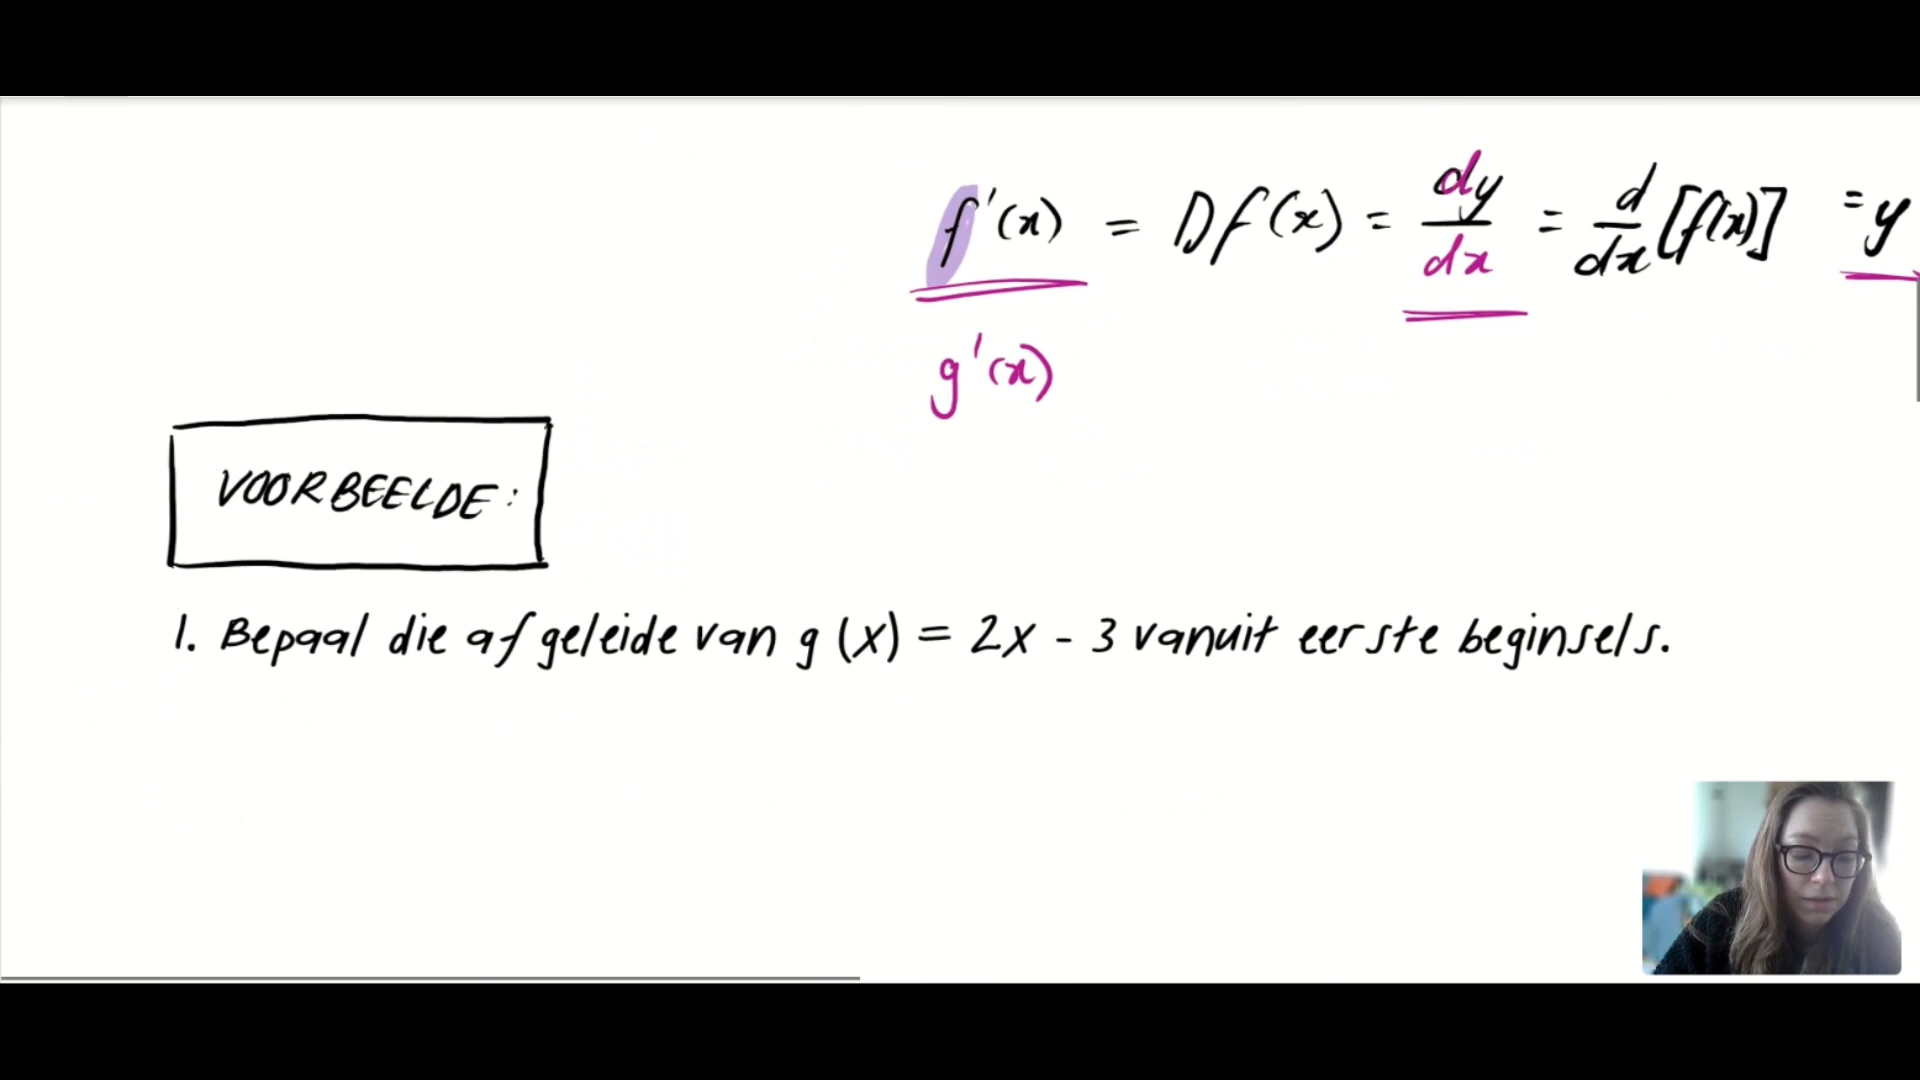 f'(x) = Df(x) = dy/dx = d/dx [f(x)] = y
g'(x)
VOORBEELDE:
1. Bepaal die afgeleide van g(x) = 2x - 3 vanuit eerste beginsels.